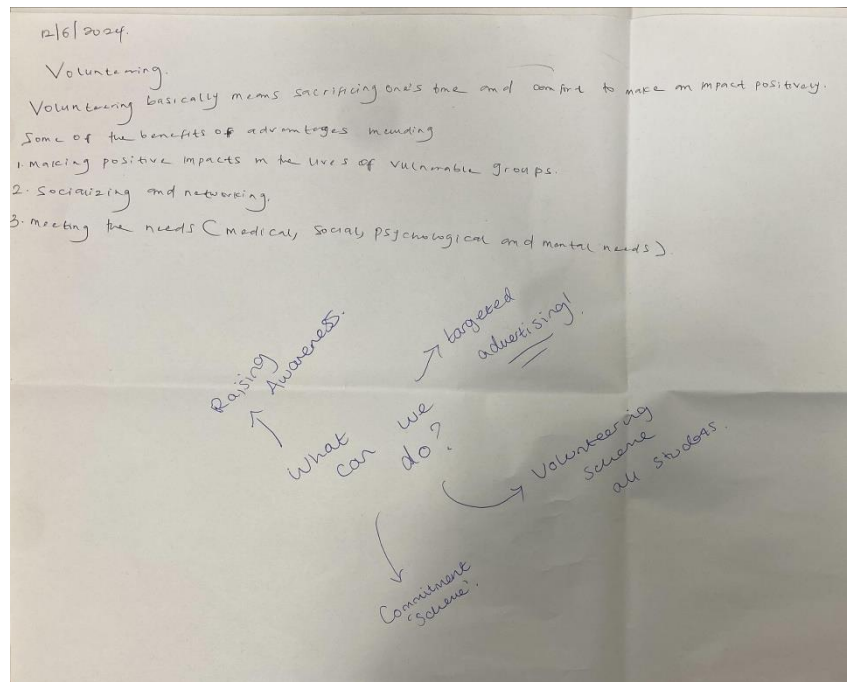 12/6/2024.
Volunteering.
Volunteering basically means sacrificing one's time and comfort to make an impact positively.
Some of the benefits of advantages including
1. Making positive impacts in the lives of vulnerable groups.
2. Socializing and networking.
3. meeting the needs (medical, social, psychological and mental needs).
targeted
advertising!
Raising
Awareness.
What can we do?
Volunteering
scheme
all studens.
Commitment
'scheme'.